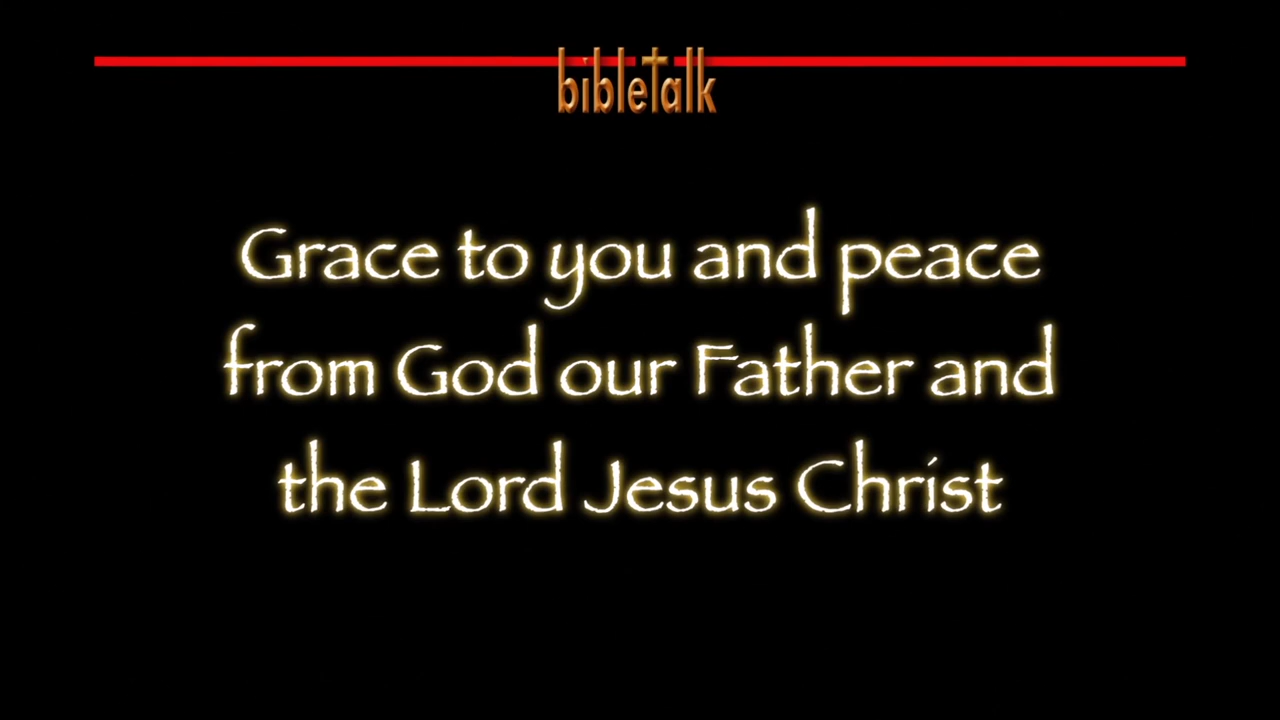 bibletalk
Grace to you and peace
from God our Father and
the Lord Jesus Christ